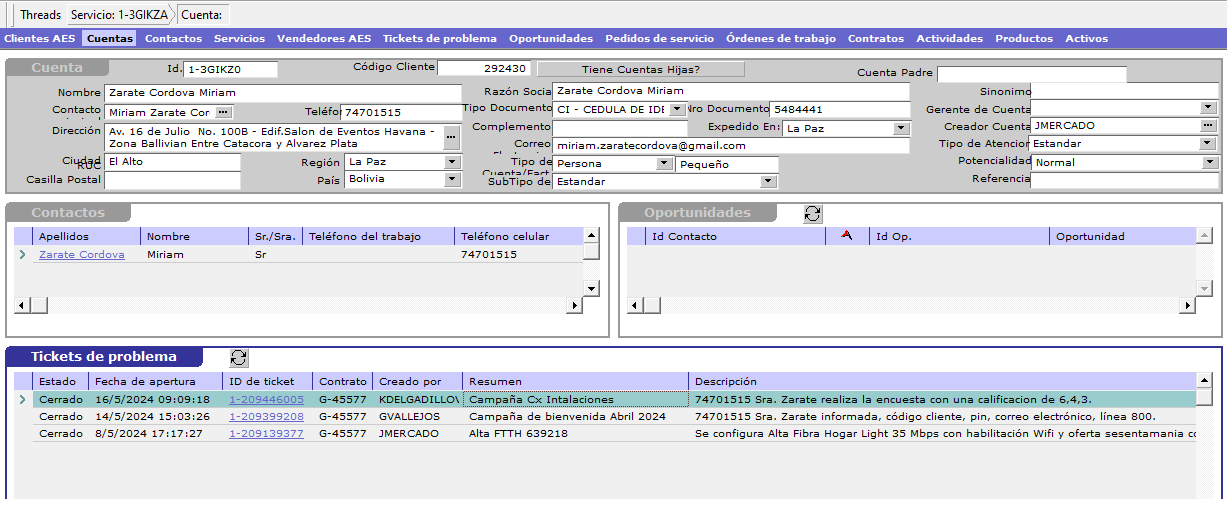 Threads Servicio: 1-3GIKZA Cuenta:
Clientes AES Cuentas Contactos Servicios Vendedores AES Tickets de problema Oportunidades Pedidos de servicio Órdenes de trabajo Contratos Actividades Productos Activos
Cuenta Id. 1-3GIKZ0 Código Cliente 292430 Tiene Cuentas Hijas? Cuenta Padre
Nombre Zarate Cordova Miriam Razón Socia Zarate Cordova Miriam Sinonimo
Contacto Miriam Zarate Cor ... Teléfor 74701515 Tipo Documento CI - CEDULA DE IDE Nro Documento 5484441 Gerente de Cuenta
Dirección Av. 16 de Julio No. 100B - Edif.Salon de Eventos Havana - Zona Ballivian Entre Catacora y Alvarez Plata ... Complemento Expedido En: La Paz Creador Cuenta JMERCADO ...
Correo miriam.zaratecordova@gmail.com Tipo de Atencior Estandar
Ciudad El Alto Región La Paz Tipo de Persona Pequeño Potencialidad Normal
RUC Cuenta/Fact
Casilla Postal País Bolivia SubTipo de Estandar Referencia
Contactos
Apellidos Nombre Sr./Sra. Teléfono del trabajo Teléfono celular
Zarate Cordova Miriam Sr 74701515
Oportunidades
Id Contacto Id Op. Oportunidad
Tickets de problema
Estado Fecha de apertura ID de ticket Contrato Creado por Resumen Descripción
Cerrado 16/5/2024 09:09:18 1-209446005 G-45577 KDELGADILLOV Campaña Cx Intalaciones 74701515 Sra. Zarate realiza la encuesta con una calificacion de 6,4,3.
Cerrado 14/5/2024 15:03:26 1-209399208 G-45577 GVALLEJOS Campaña de bienvenida Abril 2024 74701515 Sra. Zarate informada, código cliente, pin, correo electrónico, línea 800.
Cerrado 8/5/2024 17:17:27 1-209139377 G-45577 JMERCADO Alta FTTH 639218 Se configura Alta Fibra Hogar Light 35 Mbps con habilitación Wifi y oferta sesentamania co